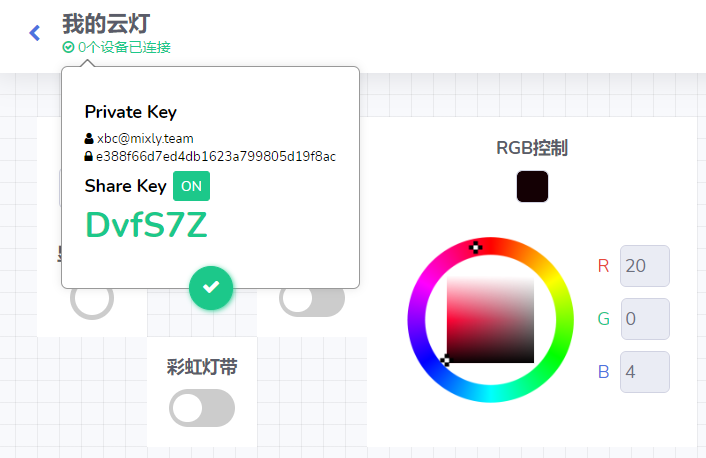 我的云灯
0个设备已连接
Private Key
xbc@mixly.team
e388f66d7ed4db1623a799805d19f8ac
Share Key ON
DvfS7Z
RGB控制
R 20
G 0
B 4
彩虹灯带